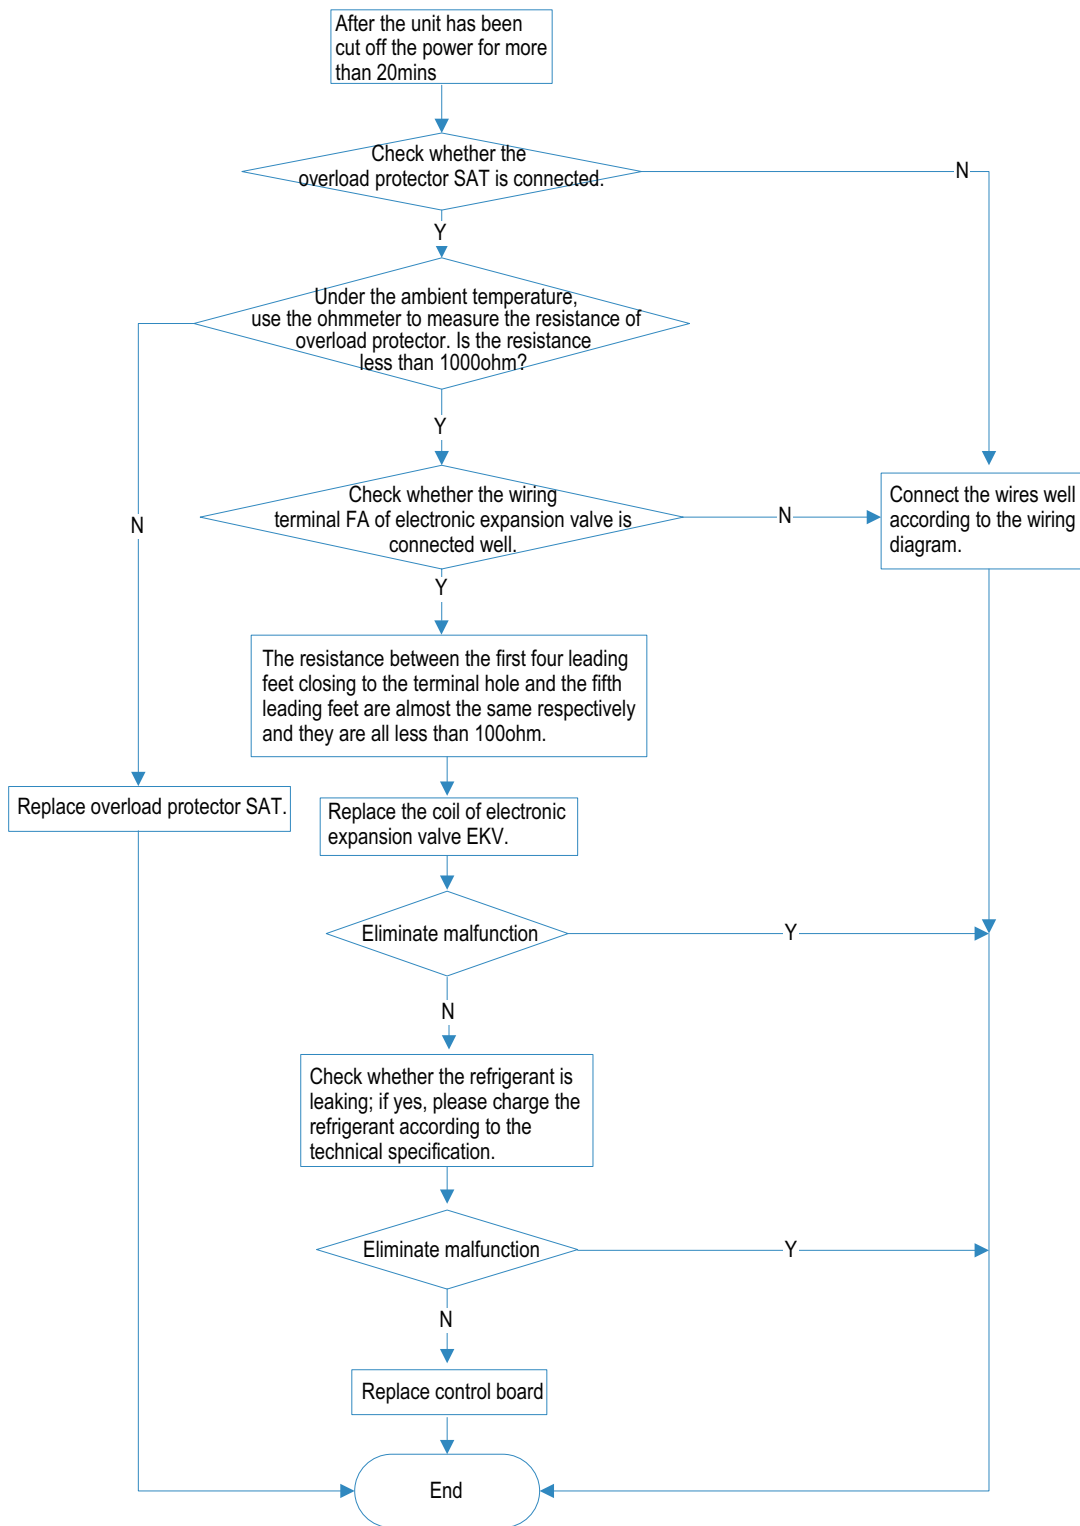 After the unit has been
cut off the power for more
than 20mins
Check whether the
overload protector SAT is connected.
N
Y
Under the ambient temperature,
use the ohmmeter to measure the resistance of
overload protector. Is the resistance
less than 1000ohm?
Y
Check whether the wiring
terminal FA of electronic expansion valve is
connected well.
N
N
Connect the wires well
according to the wiring
diagram.
Y
The resistance between the first four leading
feet closing to the terminal hole and the fifth
leading feet are almost the same respectively
and they are all less than 100ohm.
Replace overload protector SAT.
Replace the coil of electronic
expansion valve EKV.
Eliminate malfunction
Y
N
Check whether the refrigerant is
leaking; if yes, please charge the
refrigerant according to the
technical specification.
Eliminate malfunction
Y
N
Replace control board
End